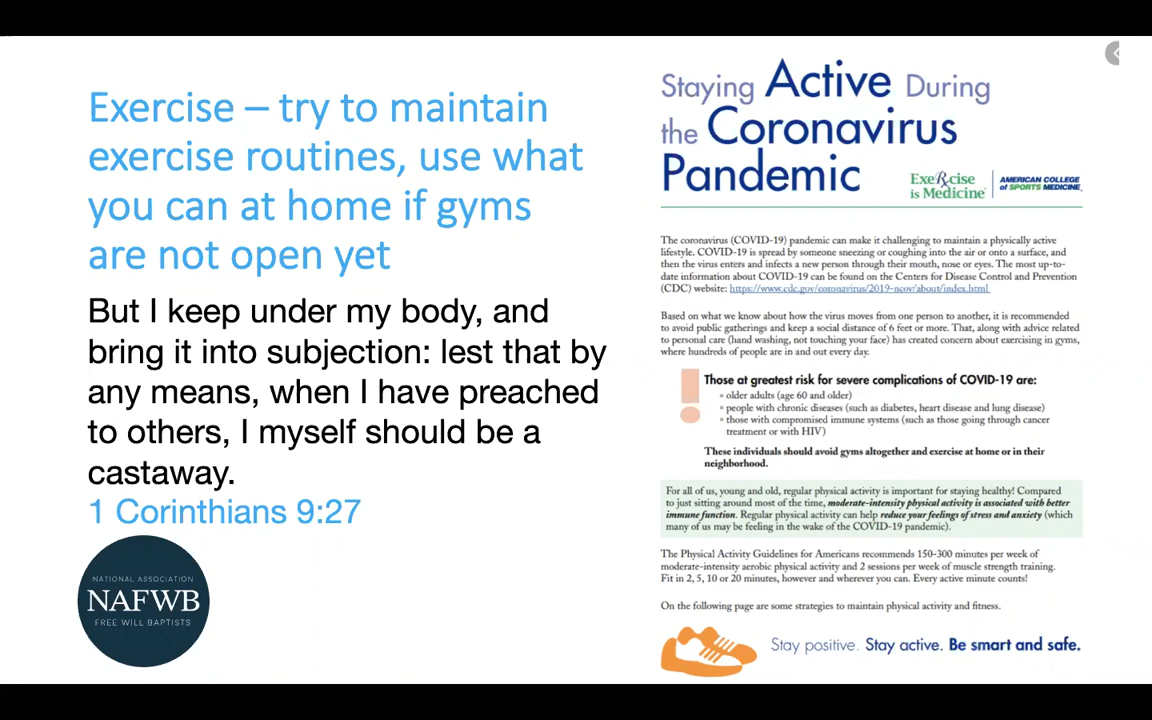 Exercise – try to maintain
exercise routines, use what
you can at home if gyms
are not open yet
But I keep under my body, and
bring it into subjection: lest that by
any means, when I have preached
to others, I myself should be a
castaway.
1 Corinthians 9:27
NATIONAL ASSOCIATION
NAFWB
FREE WILL BAPTISTS
Staying Active During
the Coronavirus
Pandemic
ExeRxcise
is Medicine
AMERICAN COLLEGE
of SPORTS MEDICINE
The coronavirus (COVID-19) pandemic can make it challenging to maintain a physically active
lifestyle. COVID-19 is spread by someone sneezing or coughing into the air or onto a surface, and
then the virus enters and infects a new person through their mouth, nose or eyes. The most up-to-
date information about COVID-19 can be found on the Centers for Disease Control and Prevention
(CDC) website: https://www.cdc.gov/coronavirus/2019-ncov/about/index.html
Based on what we know about how the virus moves from one person to another, it is recommended
to avoid public gatherings and keep a social distance of 6 feet or more. That, along with advice related
to personal care (hand washing, not touching your face) has created concern about exercising in gyms,
where hundreds of people are in and out every day.
Those at greatest risk for severe complications of COVID-19 are:
• older adults (age 60 and older)
• people with chronic diseases (such as diabetes, heart disease and lung disease)
• those with compromised immune systems (such as those going through cancer
treatment or with HIV)
These individuals should avoid gyms altogether and exercise at home or in their
neighborhood.
For all of us, young and old, regular physical activity is important for staying healthy! Compared
to just sitting around most of the time, moderate-intensity physical activity is associated with better
immune function. Regular physical activity can help reduce your feelings of stress and anxiety (which
many of us may be feeling in the wake of the COVID-19 pandemic).
The Physical Activity Guidelines for Americans recommends 150-300 minutes per week of
moderate-intensity aerobic physical activity and 2 sessions per week of muscle strength training.
Fit in 2, 5, 10 or 20 minutes, however and wherever you can. Every active minute counts!
On the following page are some strategies to maintain physical activity and fitness.
Stay positive. Stay active. Be smart and safe.